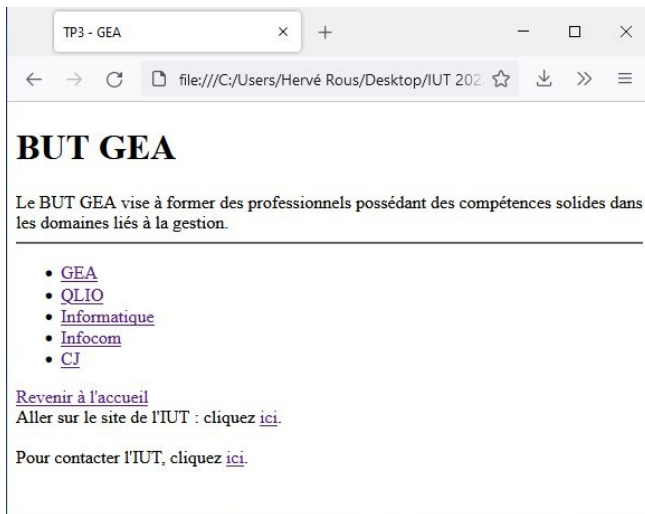 TP3 - GEA
file:///C:/Users/Hervé Rous/Desktop/IUT 202
BUT GEA
Le BUT GEA vise à former des professionnels possédant des compétences solides dans
les domaines liés à la gestion.
GEA
QLIO
Informatique
Infocom
CJ
Revenir à l'accueil
Aller sur le site de l'IUT : cliquez ici.
Pour contacter l'IUT, cliquez ici.